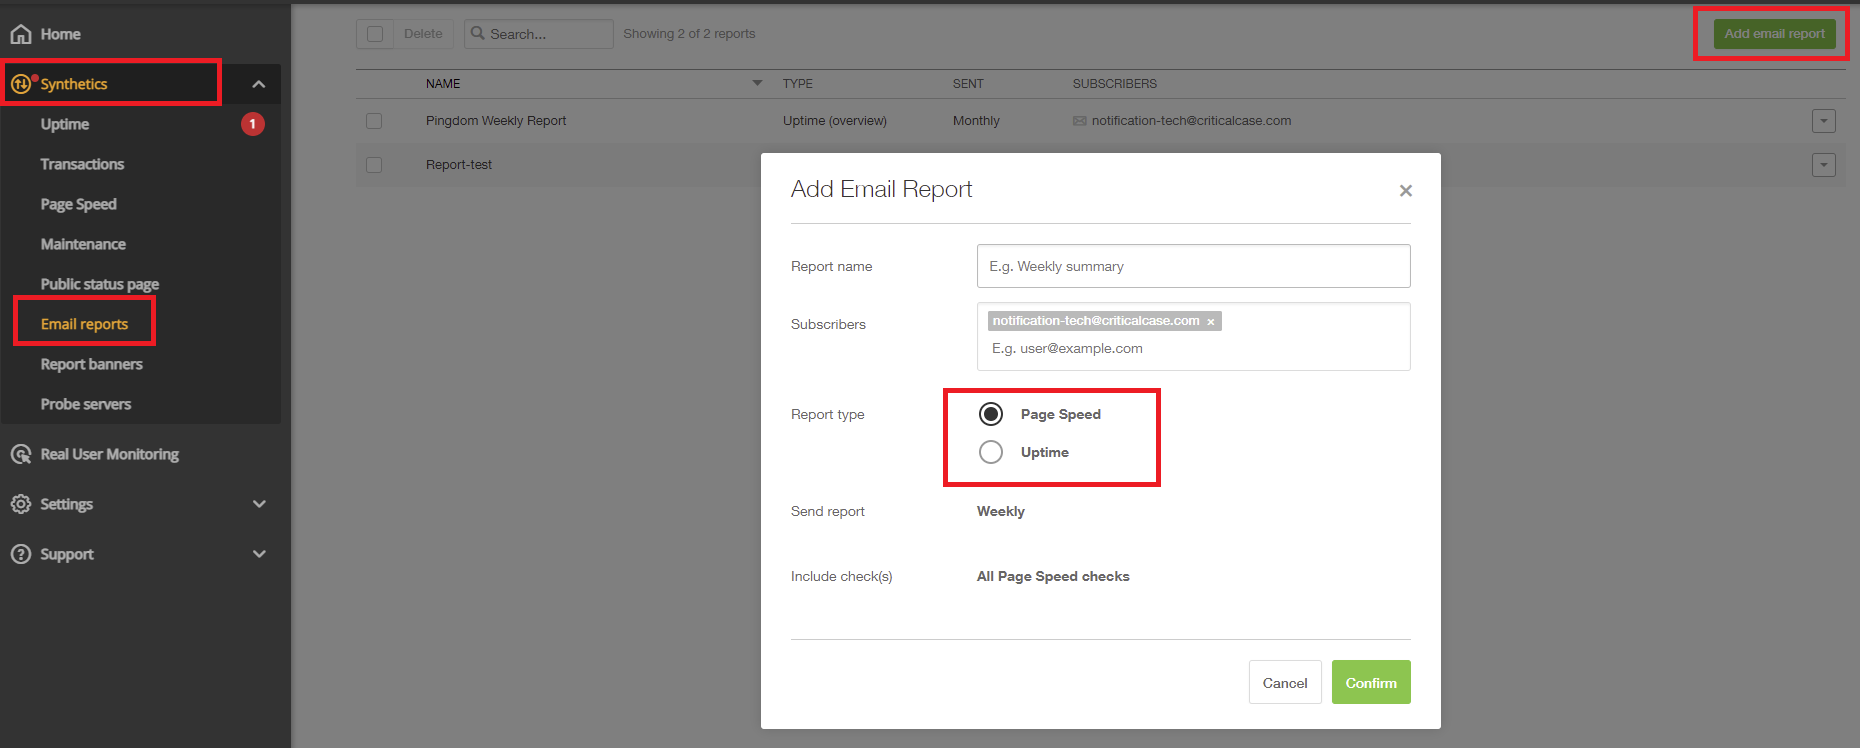 Home
Synthetics
Uptime
1
Transactions
Page Speed
Maintenance
Public status page
Email reports
Report banners
Probe servers
Real User Monitoring
Settings
Support
Delete
Search...
Showing 2 of 2 reports
Add email report
NAME TYPE SENT SUBSCRIBERS
Pingdom Weekly Report Uptime (overview) Monthly notification-tech@criticalcase.com
Report-test
Add Email Report
Report name E.g. Weekly summary
Subscribers notification-tech@criticalcase.com ×
E.g. user@example.com
Report type Page Speed
Uptime
Send report Weekly
Include check(s) All Page Speed checks
Cancel Confirm